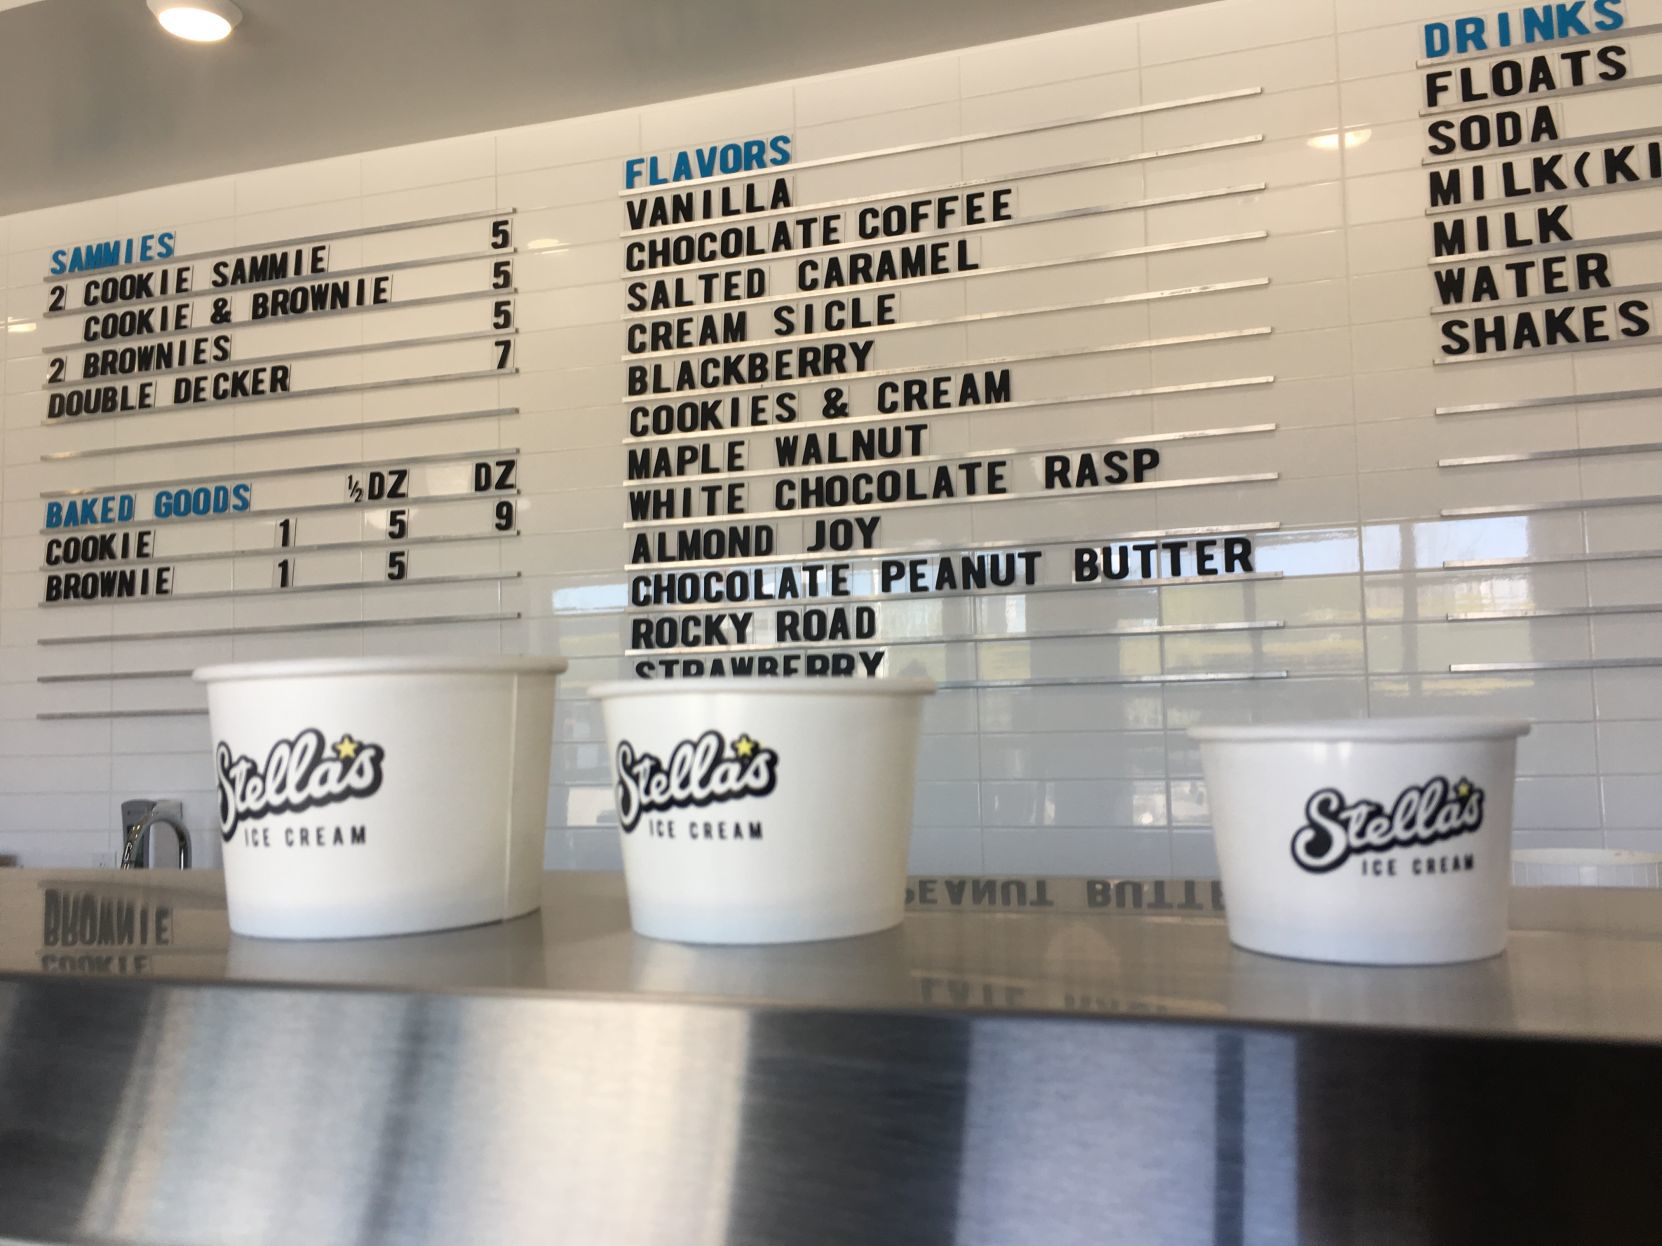 SAMMIES
2 COOKIE SAMMIE 5
COOKIE & BROWNIE 5
2 BROWNIES 5
DOUBLE DECKER 7
BAKED GOODS ½DZ DZ
COOKIE 1 5 9
BROWNIE 1 5
FLAVORS
VANILLA
CHOCOLATE COFFEE
SALTED CARAMEL
CREAM SICLE
BLACKBERRY
COOKIES & CREAM
MAPLE WALNUT
WHITE CHOCOLATE RASP
ALMOND JOY
CHOCOLATE PEANUT BUTTER
ROCKY ROAD
STRAWBERRY
DRINKS
FLOATS
SODA
MILK(KI
MILK
WATER
SHAKES
Stella's
ICE CREAM
Stella's
ICE CREAM
Stella's
ICE CREAM